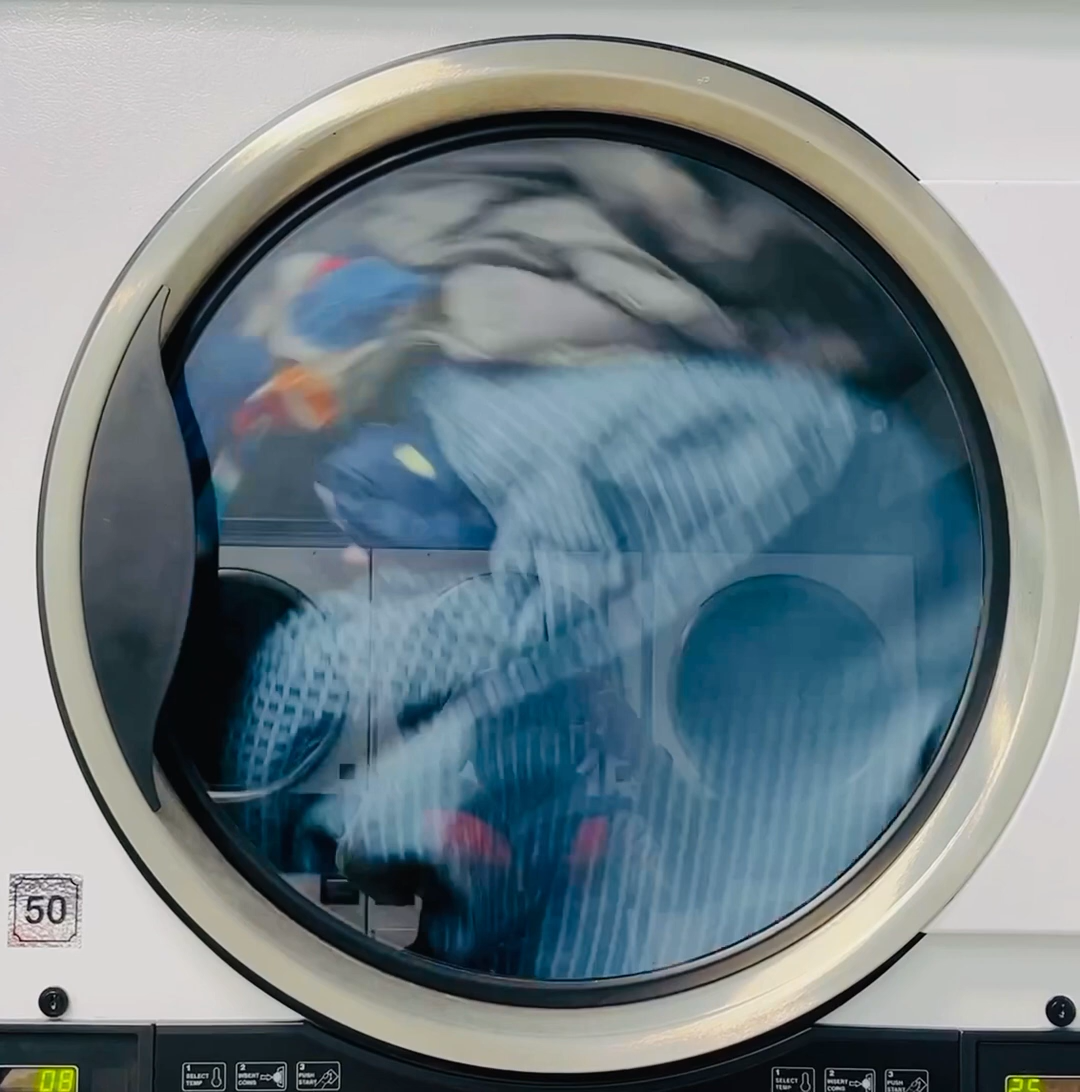 50
08
1 SELECT TEMP
2 INSERT COINS
3 PUSH START
1 SELECT TEMP
2 INSERT COINS
3 PUSH START
25